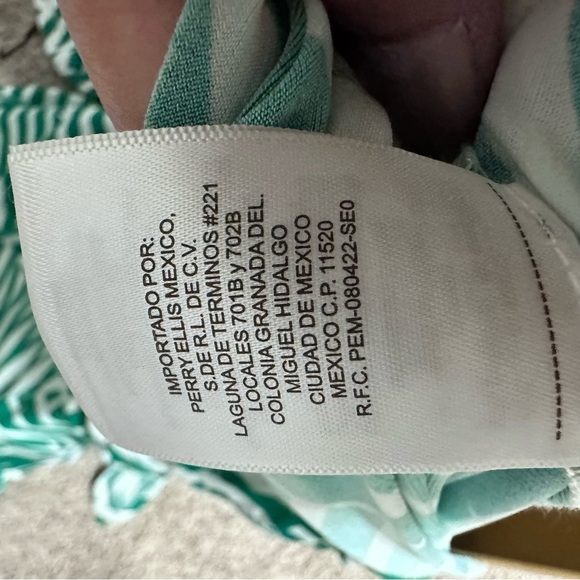 IMPORTADO POR:
PERRY ELLIS MEXICO,
S.DE R.L. DE C.V.
LAGUNA DE TERMINOS #221
LOCALES 701B y 702B
COLONIA GRANADA DEL.
MIGUEL HIDALGO
CIUDAD DE MEXICO
MEXICO C.P. 11520
R.F.C. PEM-080422-SE0